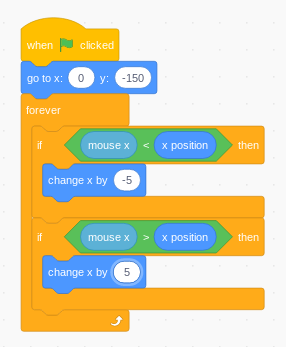 when clicked
go to x: 0 y: -150
forever
if mouse x < x position then
change x by -5
if mouse x > x position then
change x by 5